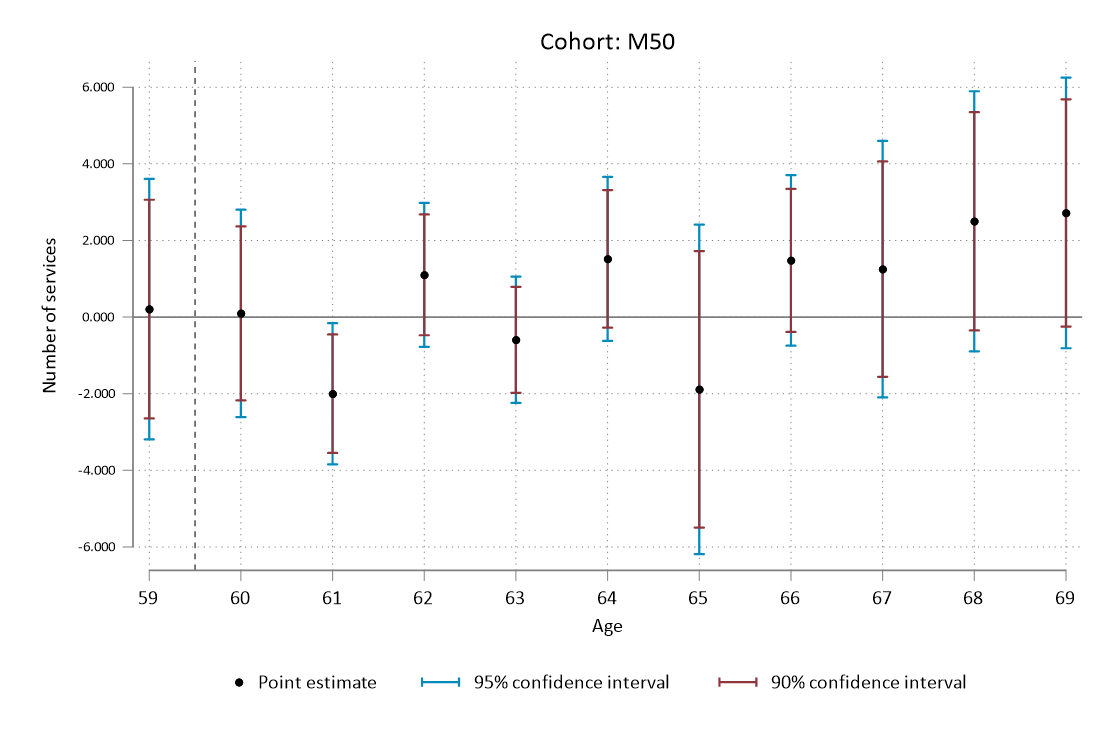 Cohort: M50
6.000
4.000
2.000
0.000
-2.000
-4.000
-6.000
Number of services
59 60 61 62 63 64 65 66 67 68 69
Age
Point estimate 95% confidence interval 90% confidence interval